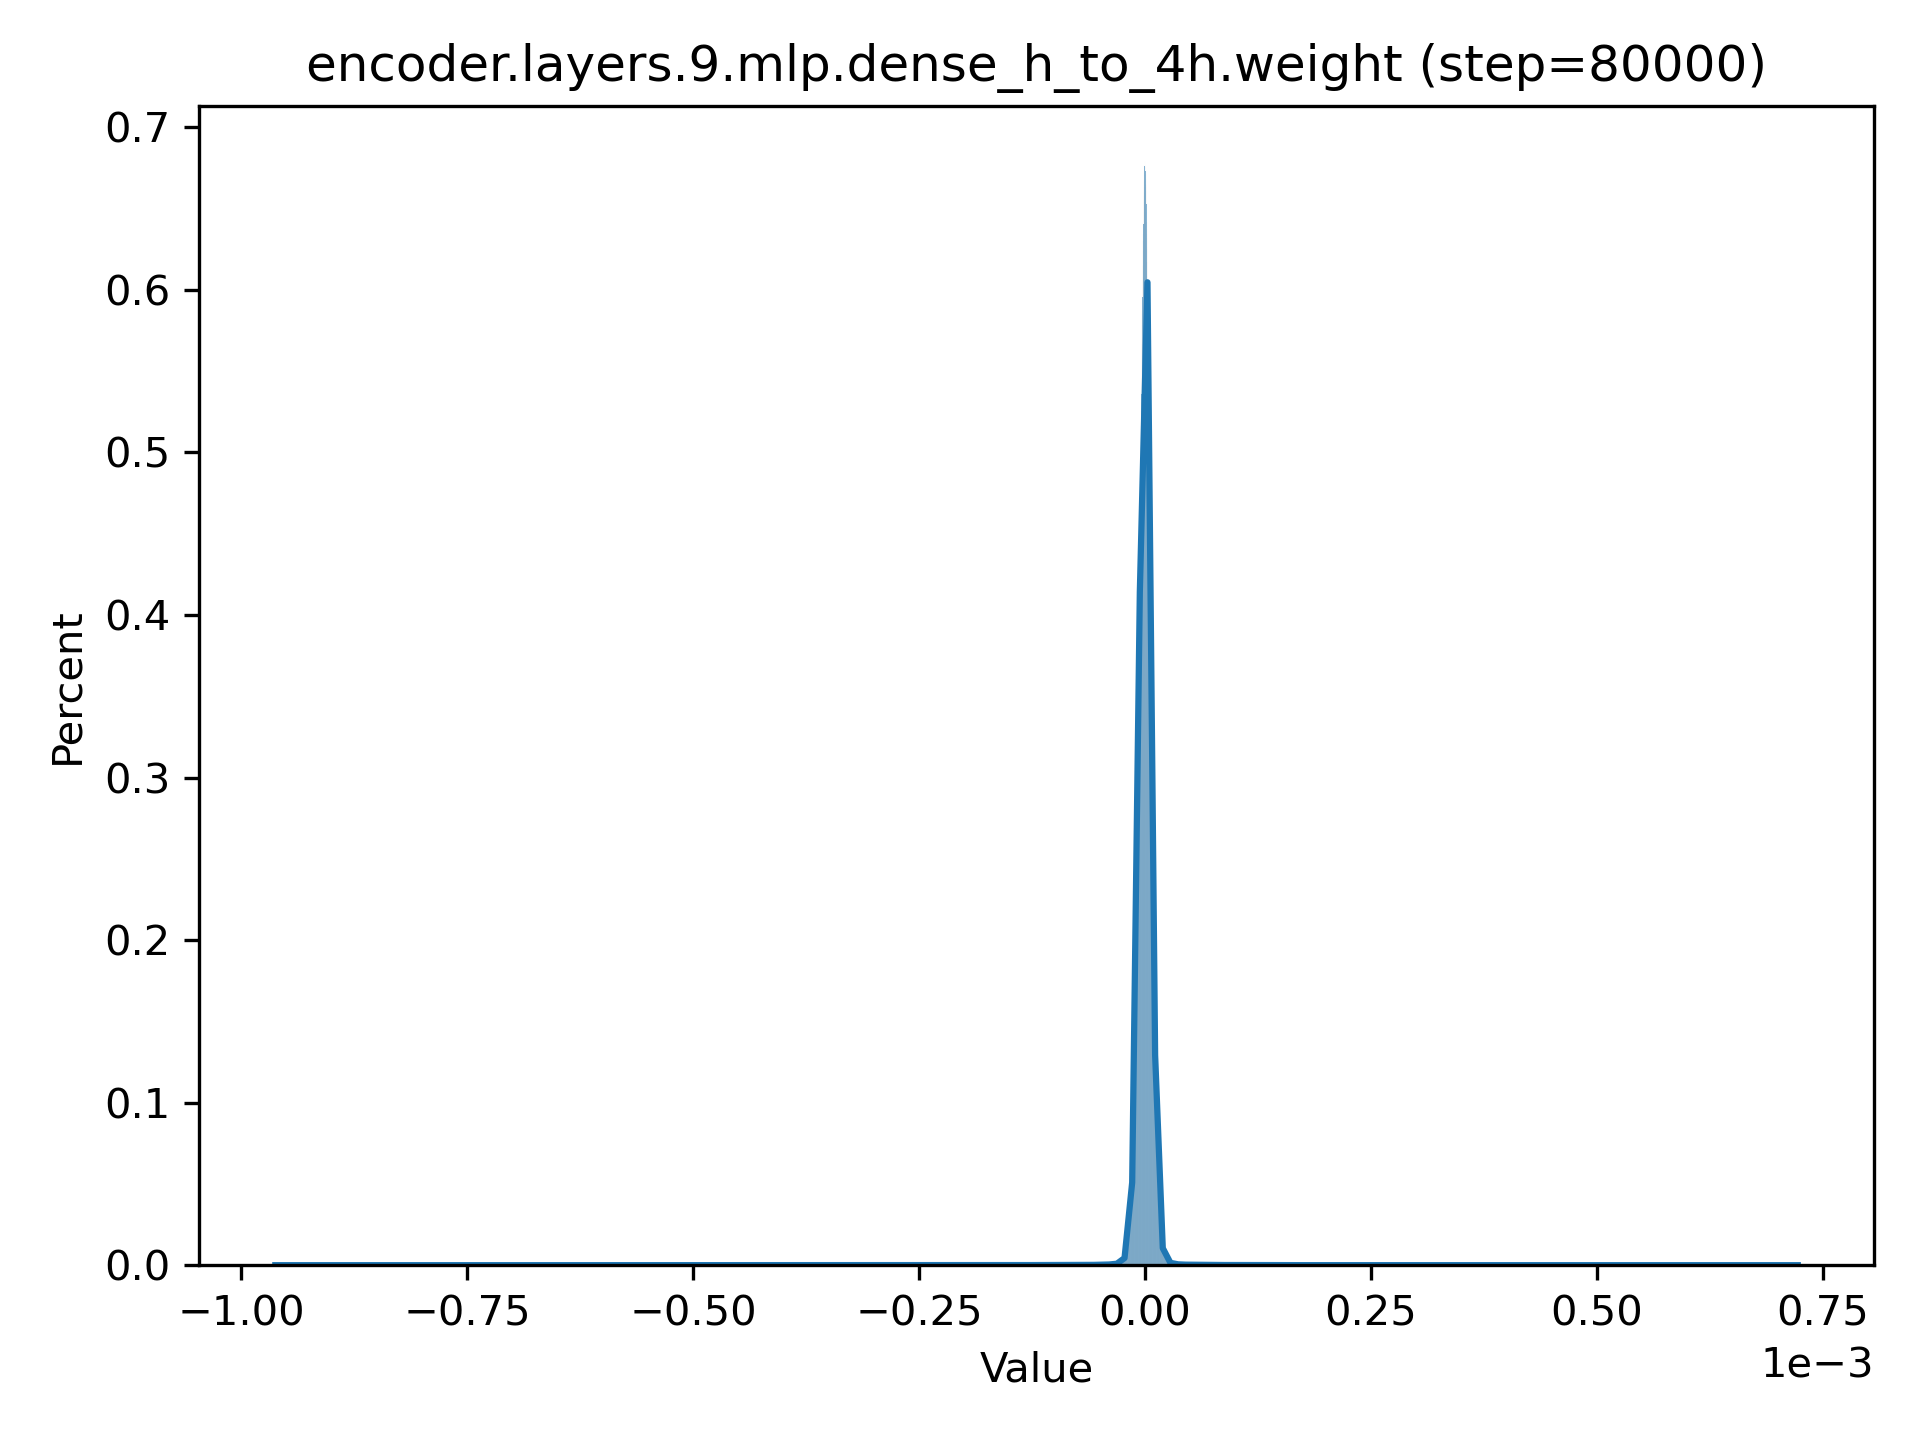 encoder.layers.9.mlp.dense_h_to_4h.weight (step=80000)
0.7
0.6
0.5
0.4
0.3
0.2
0.1
0.0
Percent
−1.00 −0.75 −0.50 −0.25 0.00 0.25 0.50 0.75
1e−3
Value